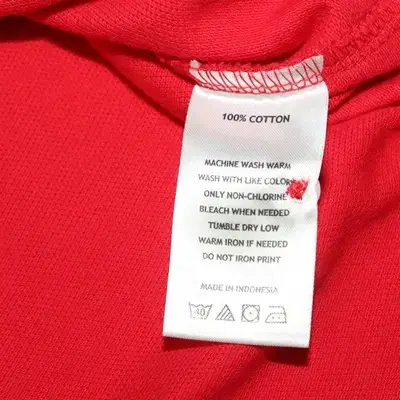 100% COTTON
MACHINE WASH WARM
WASH WITH LIKE COLOR
ONLY NON-CHLORINE
BLEACH WHEN NEEDED
TUMBLE DRY LOW
WARM IRON IF NEEDED
DO NOT IRON PRINT
MADE IN INDONESIA
40